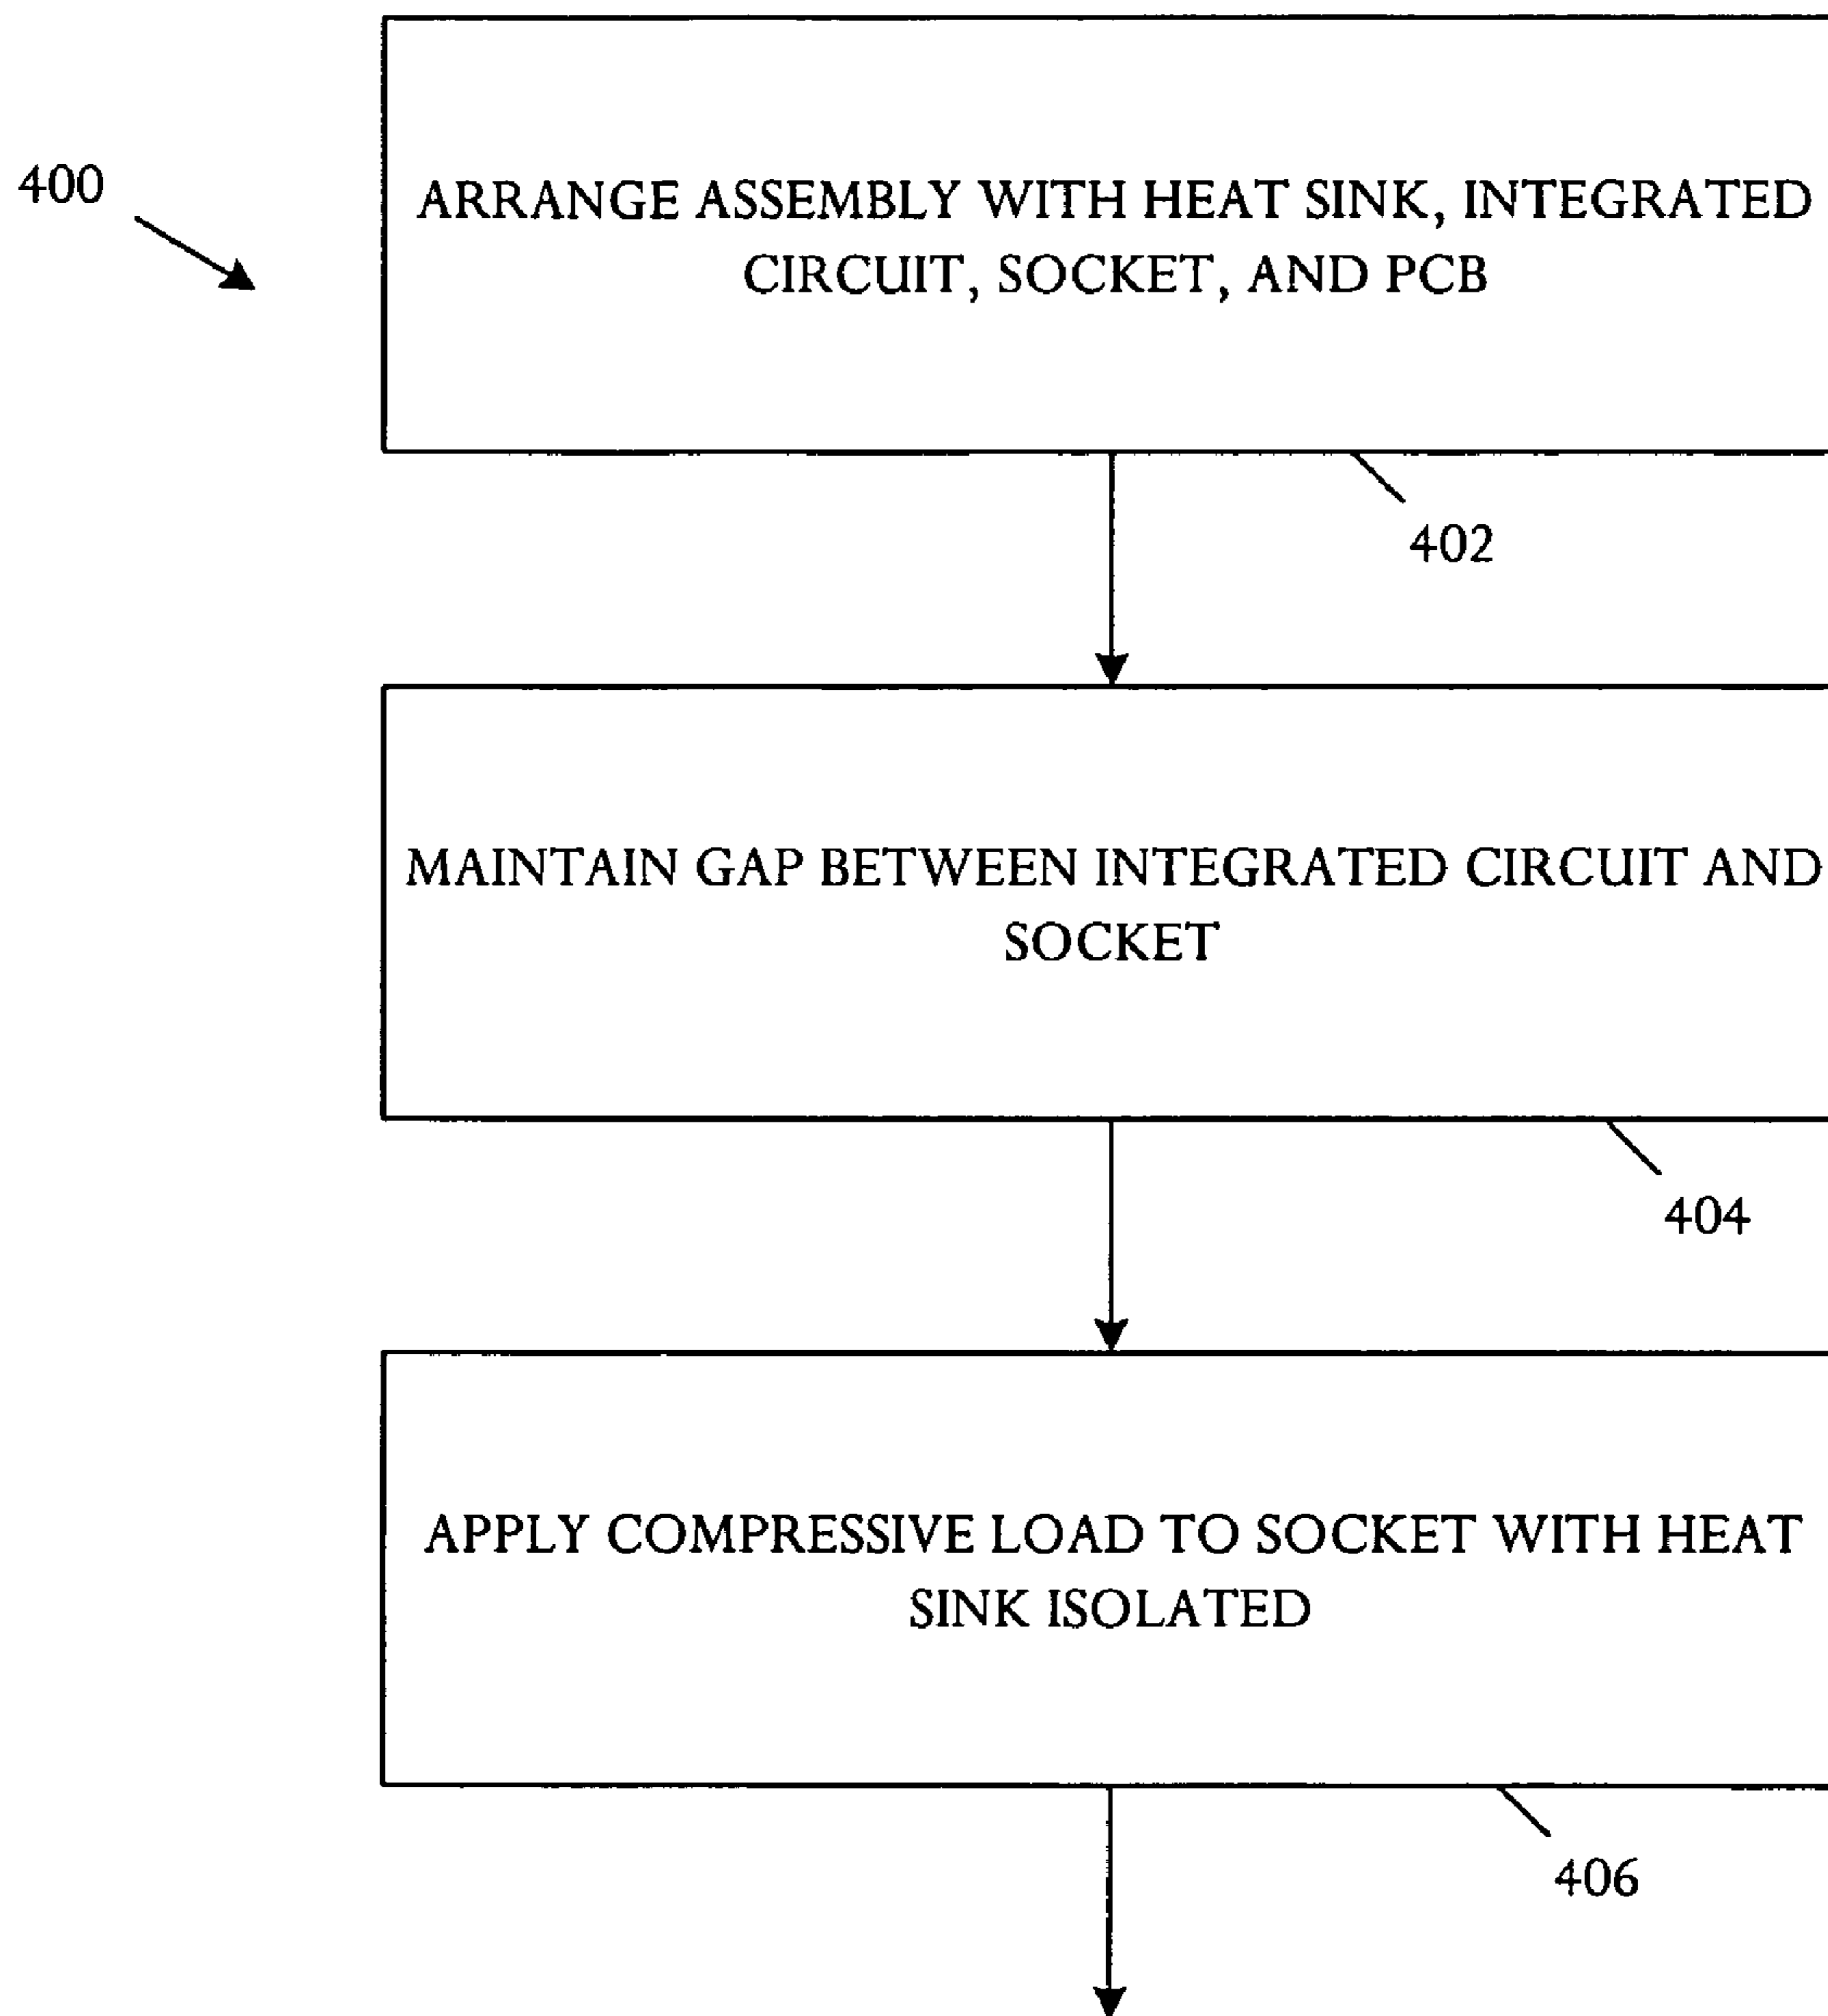 400
ARRANGE ASSEMBLY WITH HEAT SINK, INTEGRATED
CIRCUIT, SOCKET, AND PCB
402
MAINTAIN GAP BETWEEN INTEGRATED CIRCUIT AND
SOCKET
404
APPLY COMPRESSIVE LOAD TO SOCKET WITH HEAT
SINK ISOLATED
406